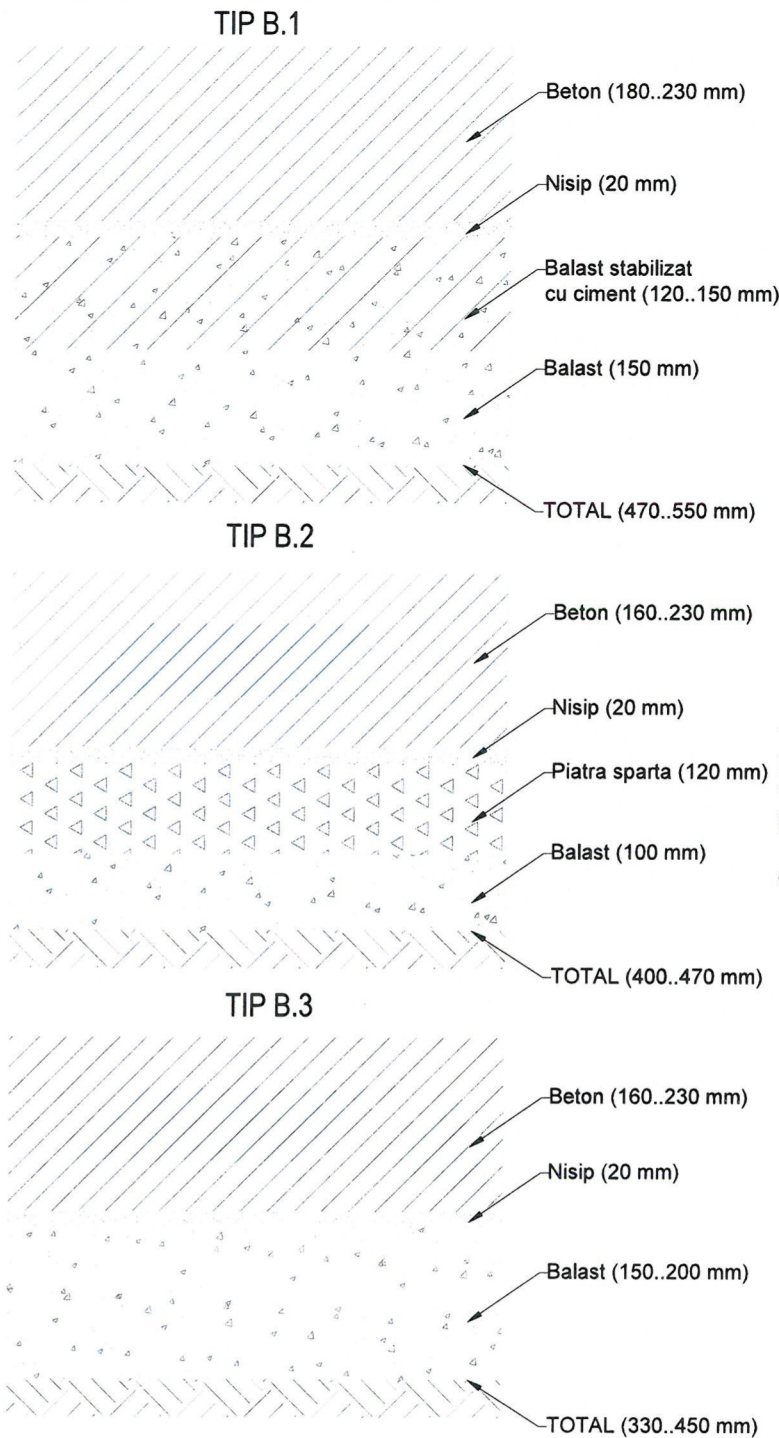 TIP B.1
Beton (180..230 mm)
Nisip (20 mm)
Balast stabilizat
cu ciment (120..150 mm)
Balast (150 mm)
TOTAL (470..550 mm)
TIP B.2
Beton (160..230 mm)
Nisip (20 mm)
Piatra sparta (120 mm)
Balast (100 mm)
TOTAL (400..470 mm)
TIP B.3
Beton (160..230 mm)
Nisip (20 mm)
Balast (150..200 mm)
TOTAL (330..450 mm)